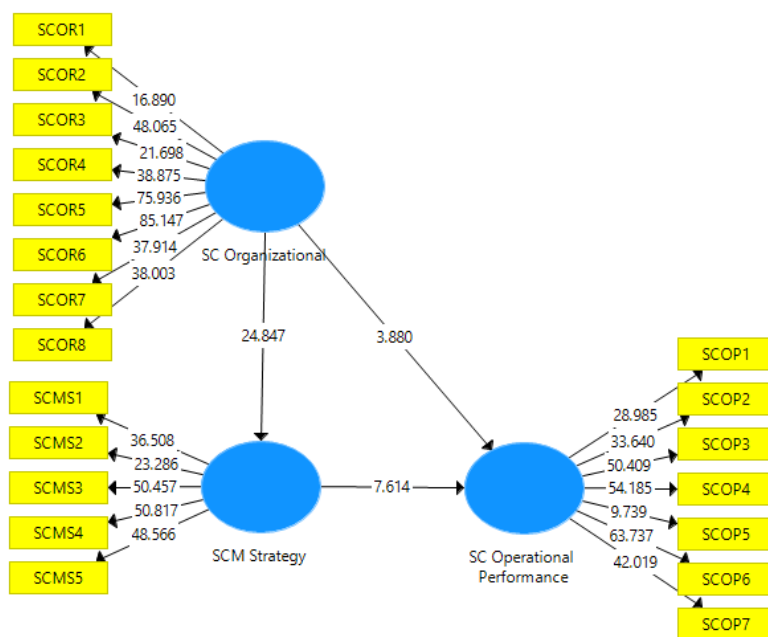 SCOR1
SCOR2
SCOR3
SCOR4
SCOR5
SCOR6
SCOR7
SCOR8
16.890
48.065
21.698
38.875
75.936
85.147
37.914
38.003
SC Organizational
24.847
3.880
SCMS1
SCMS2
SCMS3
SCMS4
SCMS5
36.508
23.286
50.457
50.817
48.566
SCM Strategy
7.614
SC Operational
Performance
28.985
33.640
50.409
54.185
9.739
63.737
42.019
SCOP1
SCOP2
SCOP3
SCOP4
SCOP5
SCOP6
SCOP7